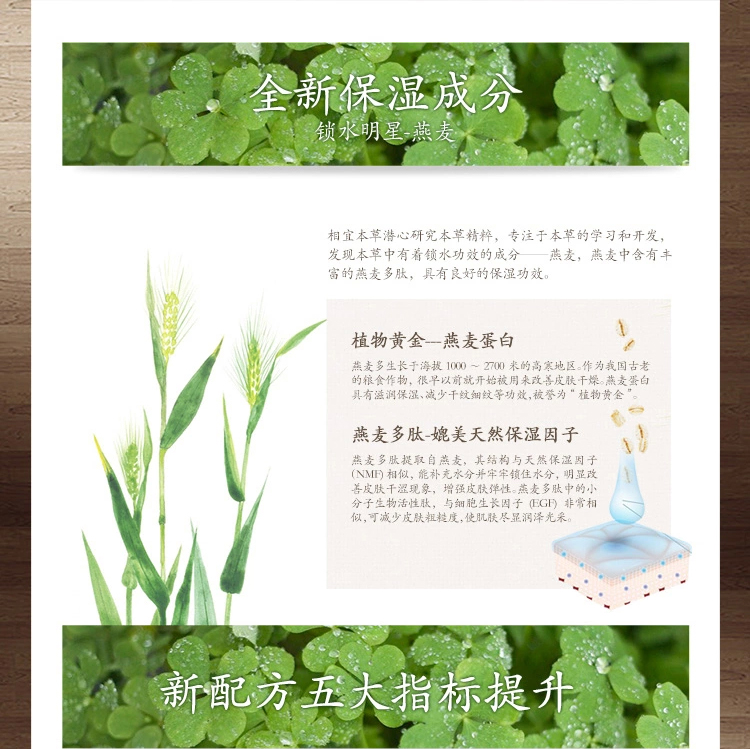 全新保湿成分
锁水明星-燕麦
相宜本草潜心研究本草精粹，专注于本草的学习和开发，
发现本草中有着锁水功效的成分——燕麦，燕麦中含有丰
富的燕麦多肽，具有良好的保湿功效。
植物黄金—燕麦蛋白
燕麦多生长于海拔 1000 ～ 2700 米的高寒地区。作为我国古老
的粮食作物，很早以前就开始被用来改善皮肤干燥。燕麦蛋白
具有滋润保湿、减少干纹细纹等功效，被誉为“植物黄金”。
燕麦多肽-媲美天然保湿因子
燕麦多肽提取自燕麦，其结构与天然保湿因子
(NMF) 相似，能补充水分并牢牢锁住水分，明显改
善皮肤干涩现象，增强皮肤弹性。燕麦多肽中的小
分子生物活性肽，与细胞生长因子 (EGF) 非常相
似，可减少皮肤粗糙度，使肌肤尽显润泽光采。
新配方五大指标提升